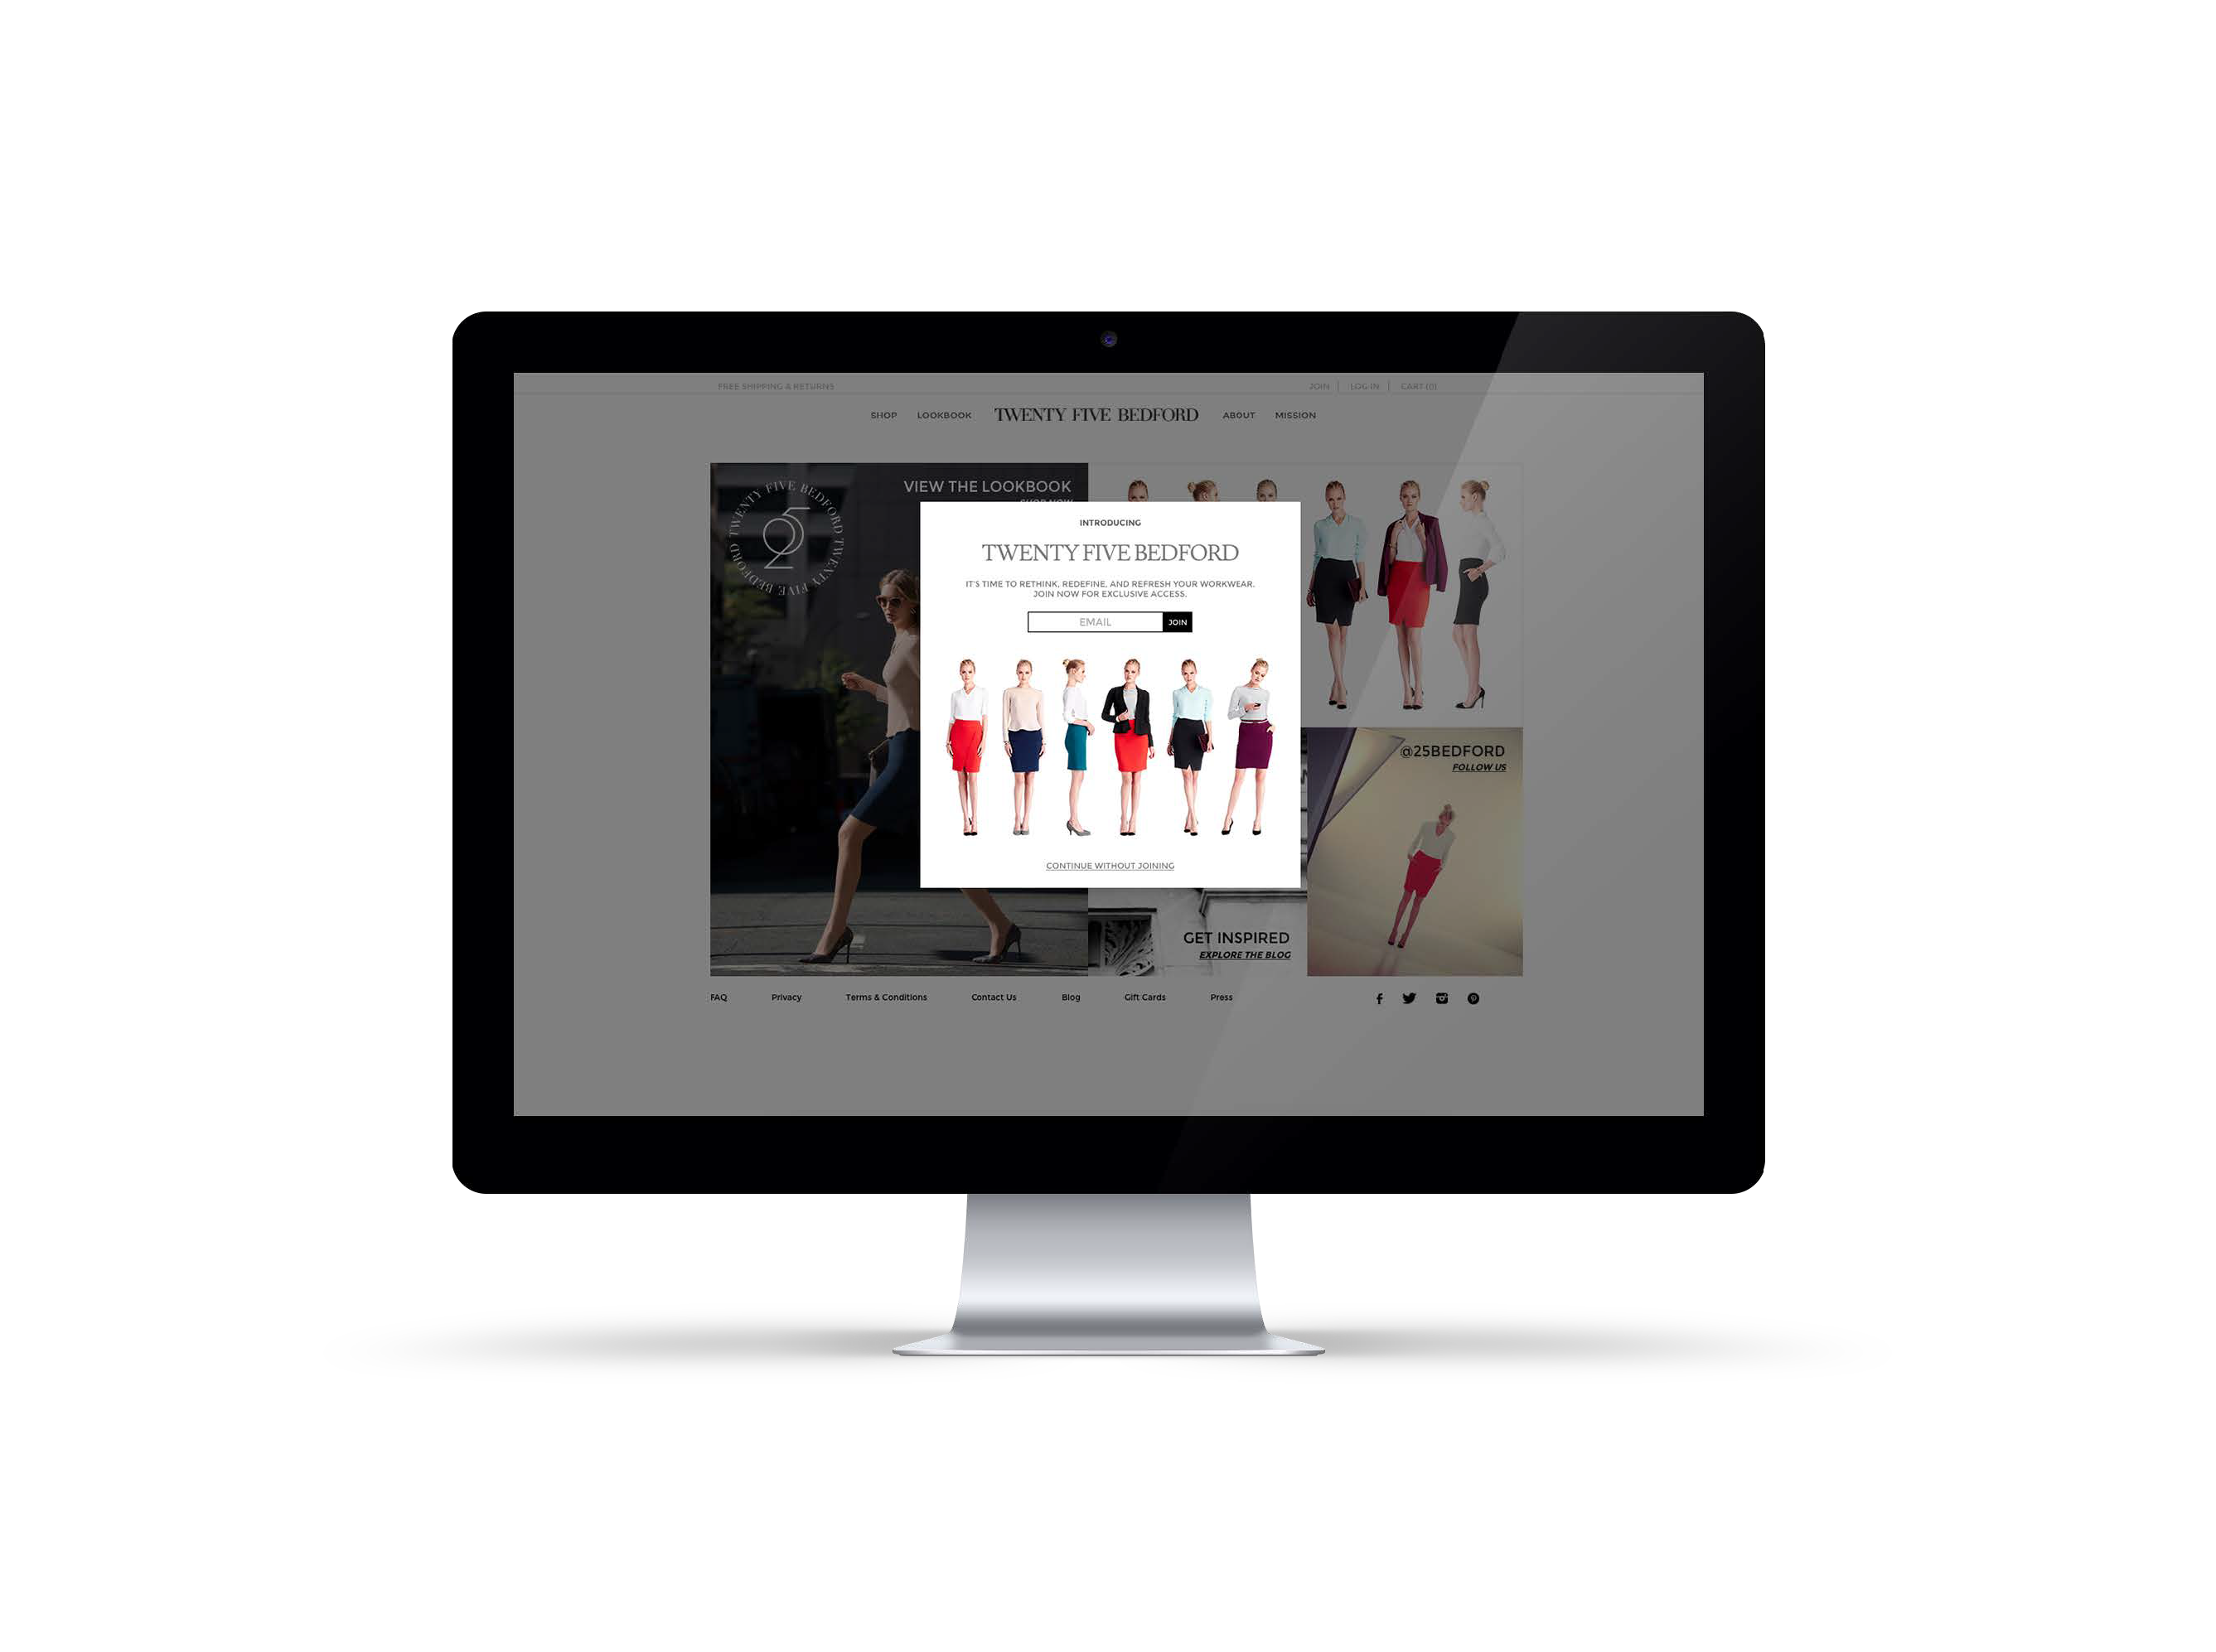 FREE SHIPPING & RETURNS
JOIN | LOG IN | CART (0)
SHOP LOOKBOOK TWENTY FIVE BEDFORD ABOUT MISSION
TWENTY FIVE BEDFORD TWENTY FIVE BEDFORD
25
VIEW THE LOOKBOOK
SHOP NOW
INTRODUCING
TWENTY FIVE BEDFORD
IT'S TIME TO RETHINK, REDEFINE, AND REFRESH YOUR WORKWEAR.
JOIN NOW FOR EXCLUSIVE ACCESS.
EMAIL JOIN
CONTINUE WITHOUT JOINING
@25BEDFORD
FOLLOW US
GET INSPIRED
EXPLORE THE BLOG
FAQ Privacy Terms & Conditions Contact Us Blog Gift Cards Press